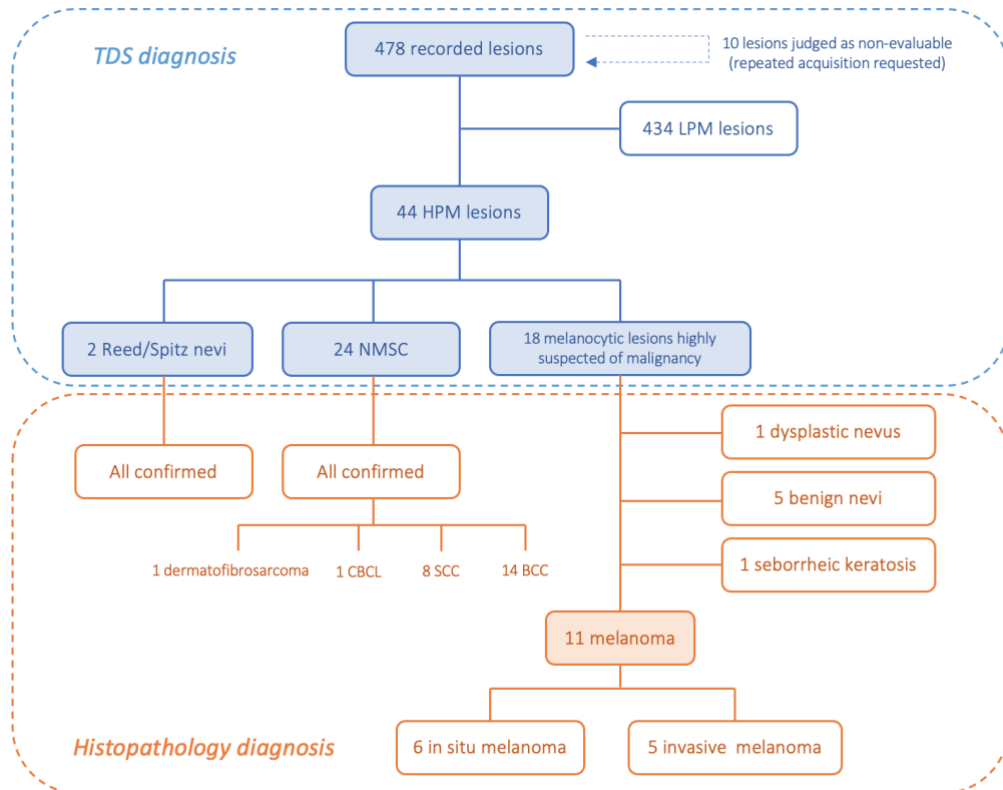 TDS diagnosis
478 recorded lesions
10 lesions judged as non-evaluable
(repeated acquisition requested)
434 LPM lesions
44 HPM lesions
2 Reed/Spitz nevi
24 NMSC
18 melanocytic lesions highly
suspected of malignancy
All confirmed
All confirmed
1 dysplastic nevus
5 benign nevi
1 seborrheic keratosis
1 dermatofibrosarcoma
1 CBCL
8 SCC
14 BCC
11 melanoma
6 in situ melanoma
5 invasive melanoma
Histopathology diagnosis